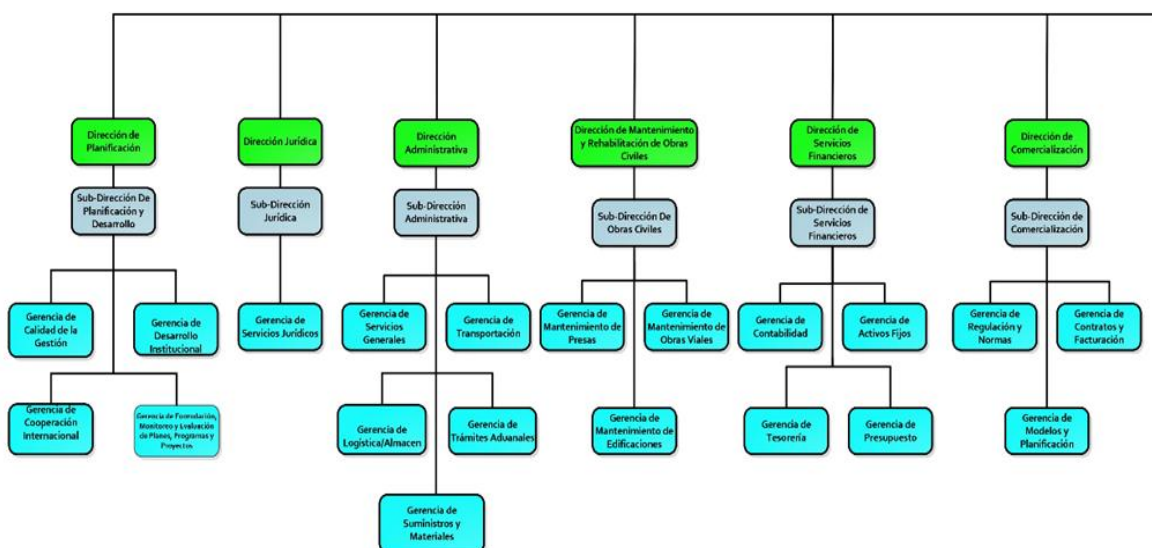 Dirección de
Planificación
Dirección Jurídica
Dirección
Administrativa
Dirección de Mantenimiento
y Rehabilitación de Obras
Civiles
Dirección de
Servicios
Financieros
Dirección de
Comercialización
Sub-Dirección De
Planificación y
Desarrollo
Sub-Dirección
Jurídica
Sub-Dirección
Administrativa
Sub-Dirección De
Obras Civiles
Sub-Dirección de
Servicios
Financieros
Sub-Dirección de
Comercialización
Gerencia de
Calidad de la
Gestión
Gerencia de
Desarrollo
Institucional
Gerencia de
Servicios Jurídicos
Gerencia de
Servicios
Generales
Gerencia de
Transportación
Gerencia de
Mantenimiento de
Presas
Gerencia de
Mantenimiento de
Obras Viales
Gerencia de
Contabilidad
Gerencia de
Activos Fijos
Gerencia de
Regulación y
Normas
Gerencia de
Contratos y
Facturación
Gerencia de
Cooperación
Internacional
Gerencia de Formulación,
Monitoreo y Evaluación
de Planes, Programas y
Proyectos
Gerencia de
Logística/Almacen
Gerencia de
Trámites Aduanales
Gerencia de
Mantenimiento de
Edificaciones
Gerencia de
Tesorería
Gerencia de
Presupuesto
Gerencia de
Modelos y
Planificación
Gerencia de
Suministros y
Materiales